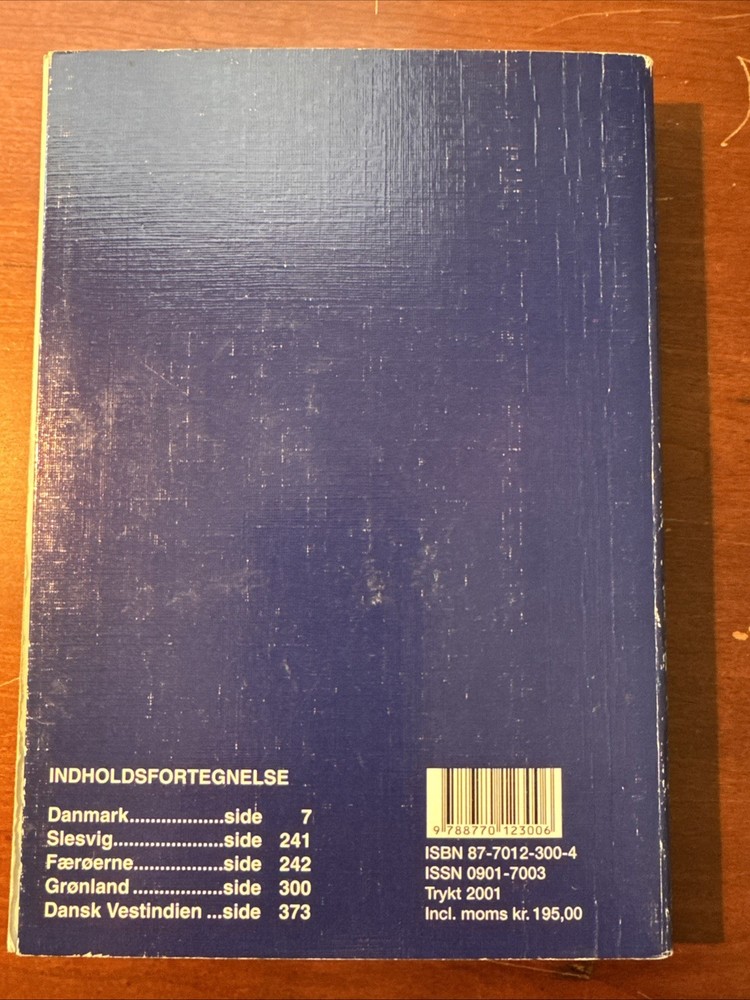 INDHOLDSFORTEGNELSE
Danmark..................side 7
Slesvig.....................side 241
Færøerne.................side 242
Grønland .................side 300
Dansk Vestindien ...side 373
9 788770 123006
ISBN 87-7012-300-4
ISSN 0901-7003
Trykt 2001
Incl. moms kr. 195,00